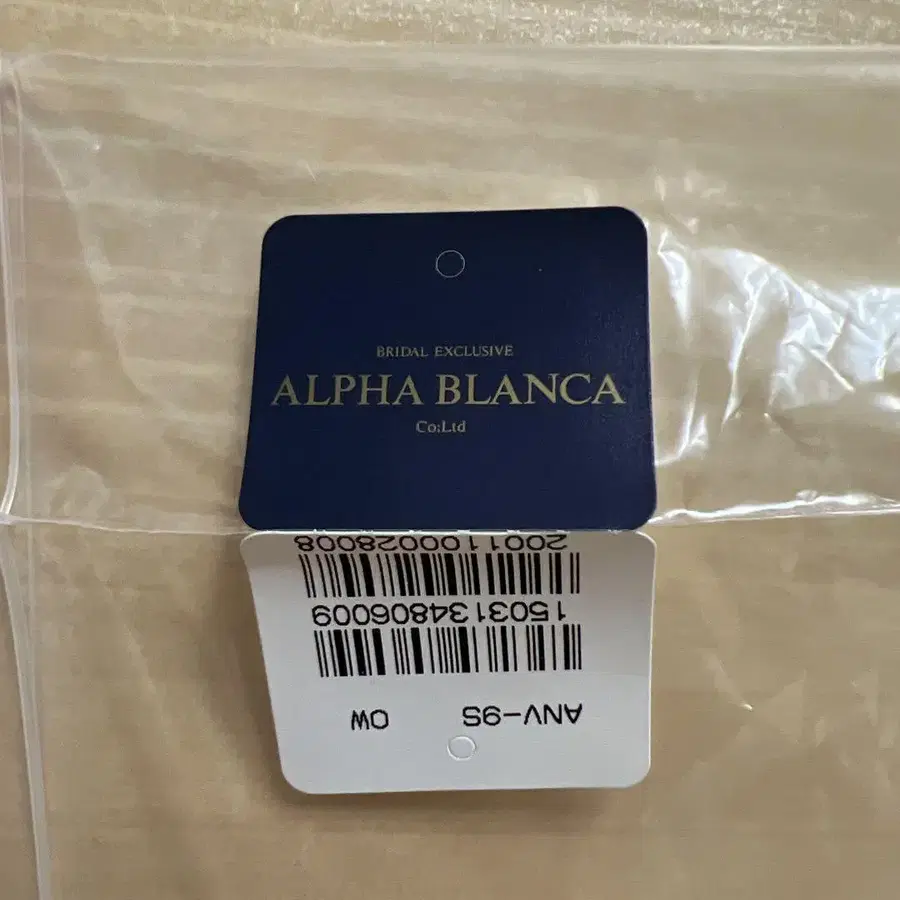 BRIDAL EXCLUSIVE
ALPHA BLANCA
Co:Ltd
ANV-9S OW
1503134806009
2001100028008